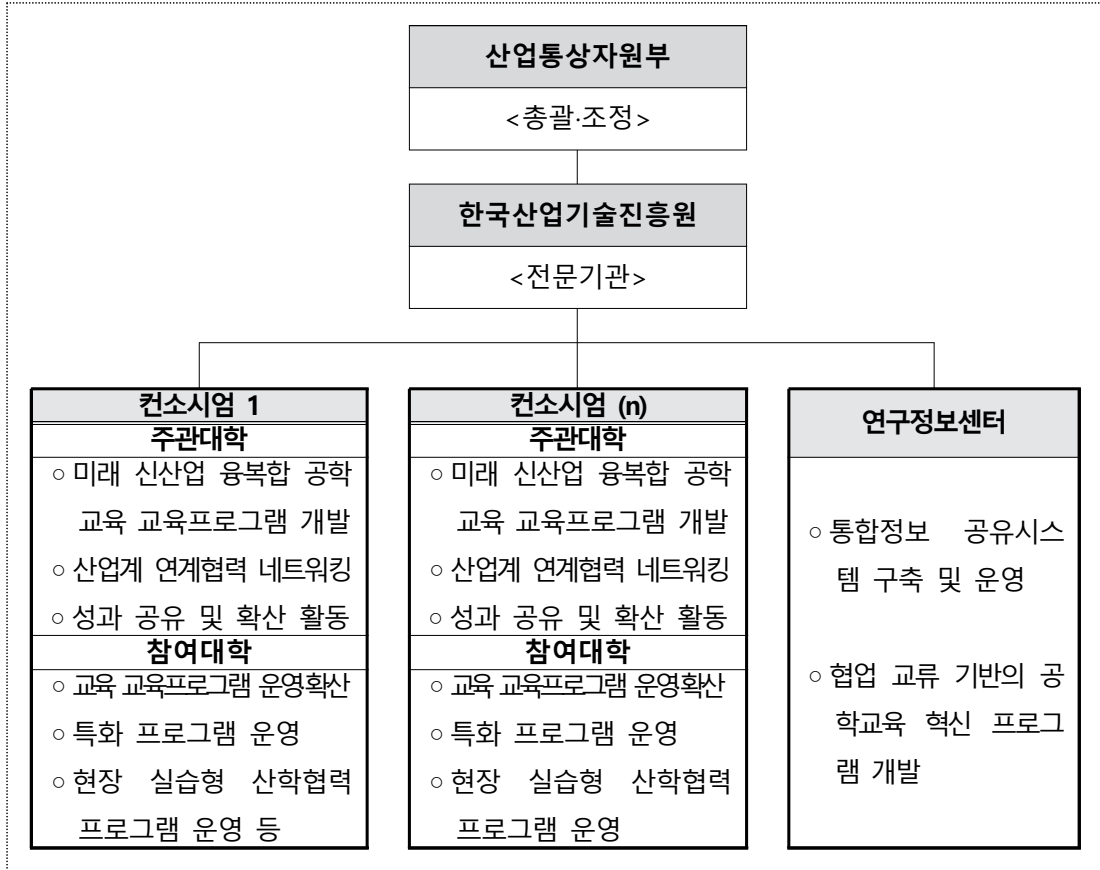 산업통상자원부
<총괄·조정>
한국산업기술진흥원
<전문기관>
컨소시엄 1
주관대학
○ 미래 신산업 융복합 공학
교육 교육프로그램 개발
○ 산업계 연계협력 네트워킹
○ 성과 공유 및 확산 활동
참여대학
○ 교육 교육프로그램 운영확산
○ 특화 프로그램 운영
○ 현장 실습형 산학협력
프로그램 운영 등
컨소시엄 (n)
주관대학
○ 미래 신산업 융복합 공학
교육 교육프로그램 개발
○ 산업계 연계협력 네트워킹
○ 성과 공유 및 확산 활동
참여대학
○ 교육 교육프로그램 운영확산
○ 특화 프로그램 운영
○ 현장 실습형 산학협력
프로그램 운영
연구정보센터
○ 통합정보 공유시스
템 구축 및 운영
○ 협업 교류 기반의 공
학교육 혁신 프로그
램 개발